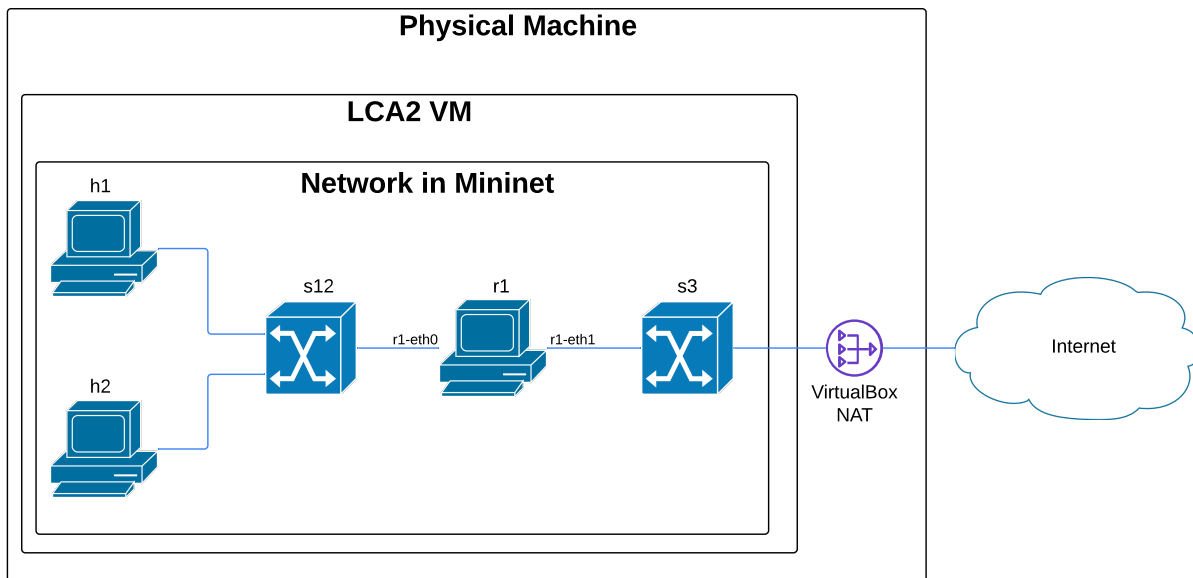 Physical Machine
LCA2 VM
Network in Mininet
h1
h2
s12
r1-eth0
r1
r1-eth1
s3
VirtualBox
NAT
Internet